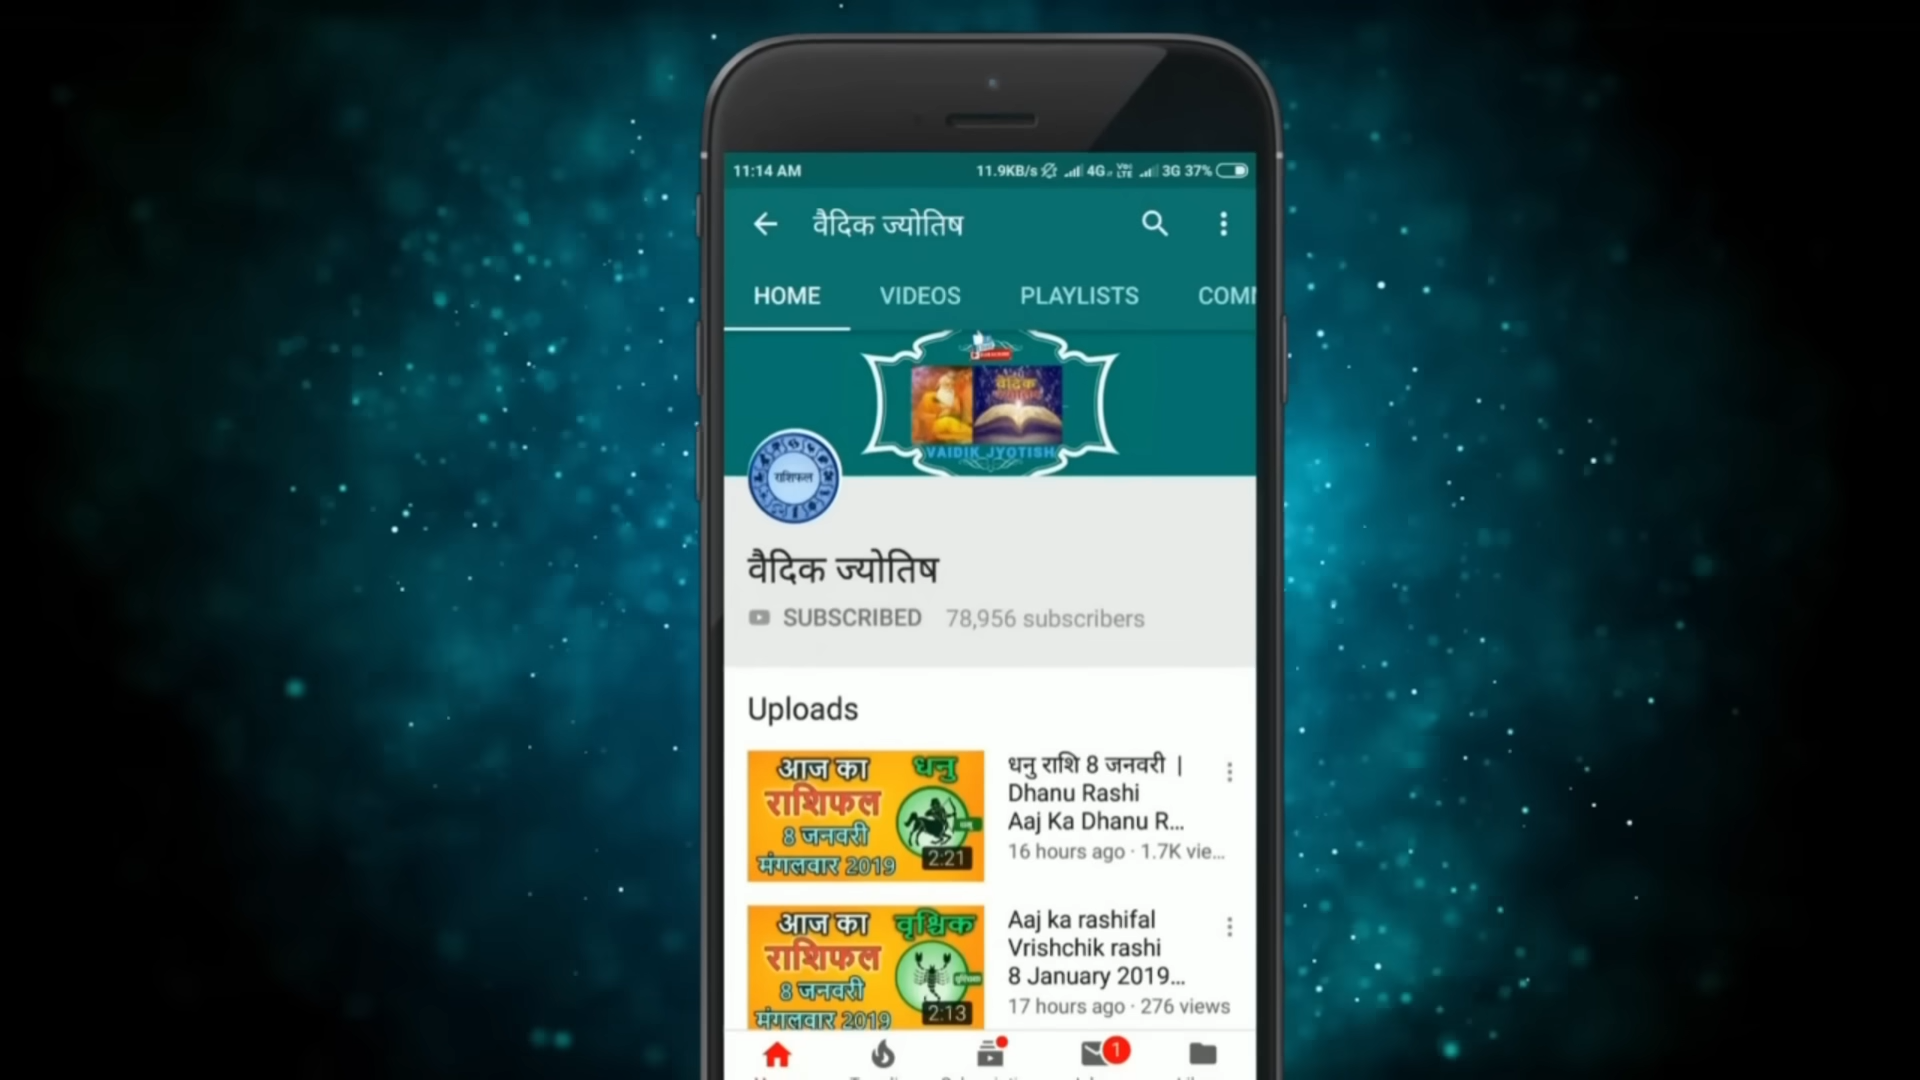 11:14 AM 11.9KB/s 4G VoLTE 3G 37%
वैदिक ज्योतिष
HOME VIDEOS PLAYLISTS COM
वैदिक
VAIDIK JYOTISH
राशिफल
वैदिक ज्योतिष
SUBSCRIBED 78,956 subscribers
Uploads
आज का धनु
राशिफल
8 जनवरी
मंगलवार 2019
2:21
धनु राशि 8 जनवरी |
Dhanu Rashi
Aaj Ka Dhanu R...
16 hours ago · 1.7K vie...
आज का वृश्चिक
राशिफल
8 जनवरी
मंगलवार 2019
2:13
Aaj ka rashifal
Vrishchik rashi
8 January 2019...
17 hours ago · 276 views
1